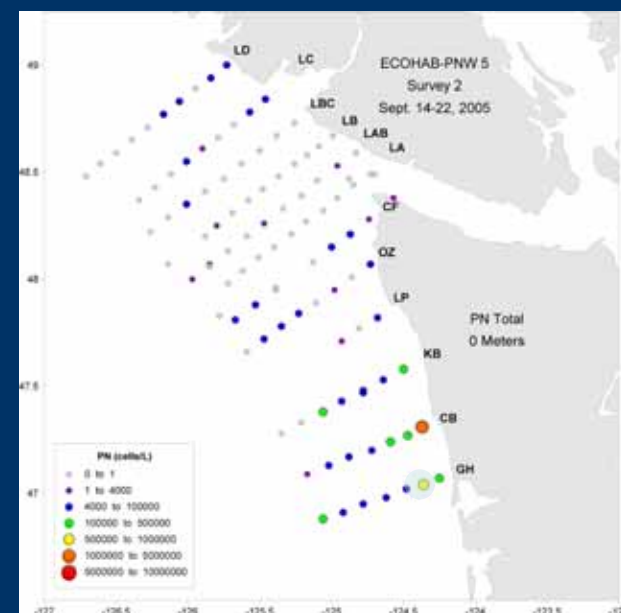 LD
LC
ECOHAB-PNW 5
Survey 2
Sept. 14-22, 2005
LBC
LB
LAB
LA
CF
OZ
LP
PN Total
0 Meters
KB
CB
GH
49
48.5
48
47.5
47
PN (cells/L)
0 to 1
1 to 4000
4000 to 100000
100000 to 500000
500000 to 1000000
1000000 to 5000000
5000000 to 10000000
-127 -126.5 -126 -125.5 -125 -124.5 -124 -123.5 -123